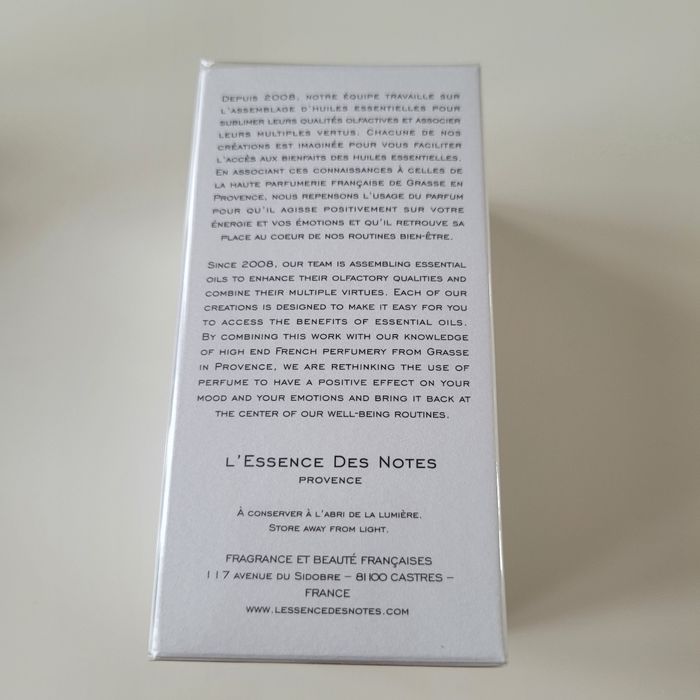 Depuis 2008, notre équipe travaille sur
l'assemblage d'huiles essentielles pour
sublimer leurs qualités olfactives et associer
leurs multiples vertus. Chacune de nos
créations est imaginée pour vous faciliter
l'accès aux bienfaits des huiles essentielles.
En associant ces connaissances à celles de
la haute parfumerie française de Grasse en
Provence, nous repensons l'usage du parfum
pour qu'il agisse positivement sur votre
énergie et vos émotions et qu'il retrouve sa
place au coeur de nos routines bien-être.
Since 2008, our team is assembling essential
oils to enhance their olfactory qualities and
combine their multiple virtues. Each of our
creations is designed to make it easy for you
to access the benefits of essential oils.
By combining this work with our knowledge
of high end French perfumery from Grasse
in Provence, we are rethinking the use of
perfume to have a positive effect on your
mood and your emotions and bring it back at
the center of our well-being routines.
L'Essence Des Notes
PROVENCE
À conserver à l'abri de la lumière.
Store away from light.
FRAGRANCE ET BEAUTÉ FRANÇAISES
117 avenue du Sidobre – 81100 CASTRES –
FRANCE
www.lessencedesnotes.com